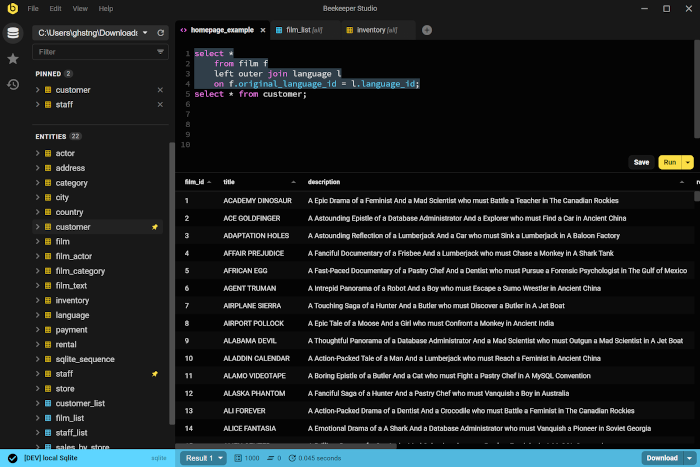 File Edit View Help
Beekeeper Studio
C:\Users\ghstng\Downloads
Filter
PINNED 2
customer
staff
ENTITIES 22
actor
address
category
city
country
customer
film
film_actor
film_category
film_text
inventory
language
payment
rental
sqlite_sequence
staff
store
customer_list
film_list
staff_list
sales_by_store
[DEV] local Sqlite sqlite
homepage_example film_list [all] inventory [all]
1 select *
2 from film f
3 left outer join language l
4 on f.original_language_id = l.language_id;
5 select * from customer;
6
7
8
9
10
Save Run
film_id title description
1 ACADEMY DINOSAUR A Epic Drama of a Feminist And a Mad Scientist who must Battle a Teacher in The Canadian Rockies
2 ACE GOLDFINGER A Astounding Epistle of a Database Administrator And a Explorer who must Find a Car in Ancient China
3 ADAPTATION HOLES A Astounding Reflection of a Lumberjack And a Car who must Sink a Lumberjack in A Baloon Factory
4 AFFAIR PREJUDICE A Fanciful Documentary of a Frisbee And a Lumberjack who must Chase a Monkey in A Shark Tank
5 AFRICAN EGG A Fast-Paced Documentary of a Pastry Chef And a Dentist who must Pursue a Forensic Psychologist in The Gulf of Mexico
6 AGENT TRUMAN A Intrepid Panorama of a Robot And a Boy who must Escape a Sumo Wrestler in Ancient China
7 AIRPLANE SIERRA A Touching Saga of a Hunter And a Butler who must Discover a Butler in A Jet Boat
8 AIRPORT POLLOCK A Epic Tale of a Moose And a Girl who must Confront a Monkey in Ancient India
9 ALABAMA DEVIL A Thoughtful Panorama of a Database Administrator And a Mad Scientist who must Outgun a Mad Scientist in A Jet Boat
10 ALADDIN CALENDAR A Action-Packed Tale of a Man And a Lumberjack who must Reach a Feminist in Ancient China
11 ALAMO VIDEOTAPE A Boring Epistle of a Butler And a Cat who must Fight a Pastry Chef in A MySQL Convention
12 ALASKA PHANTOM A Fanciful Saga of a Hunter And a Pastry Chef who must Vanquish a Boy in Australia
13 ALI FOREVER A Action-Packed Drama of a Dentist And a Crocodile who must Battle a Feminist in The Canadian Rockies
14 ALICE FANTASIA A Emotional Drama of a A Shark And a Database Administrator who must Vanquish a Pioneer in Soviet Georgia
Result 1 1000 0 0.045 seconds Download